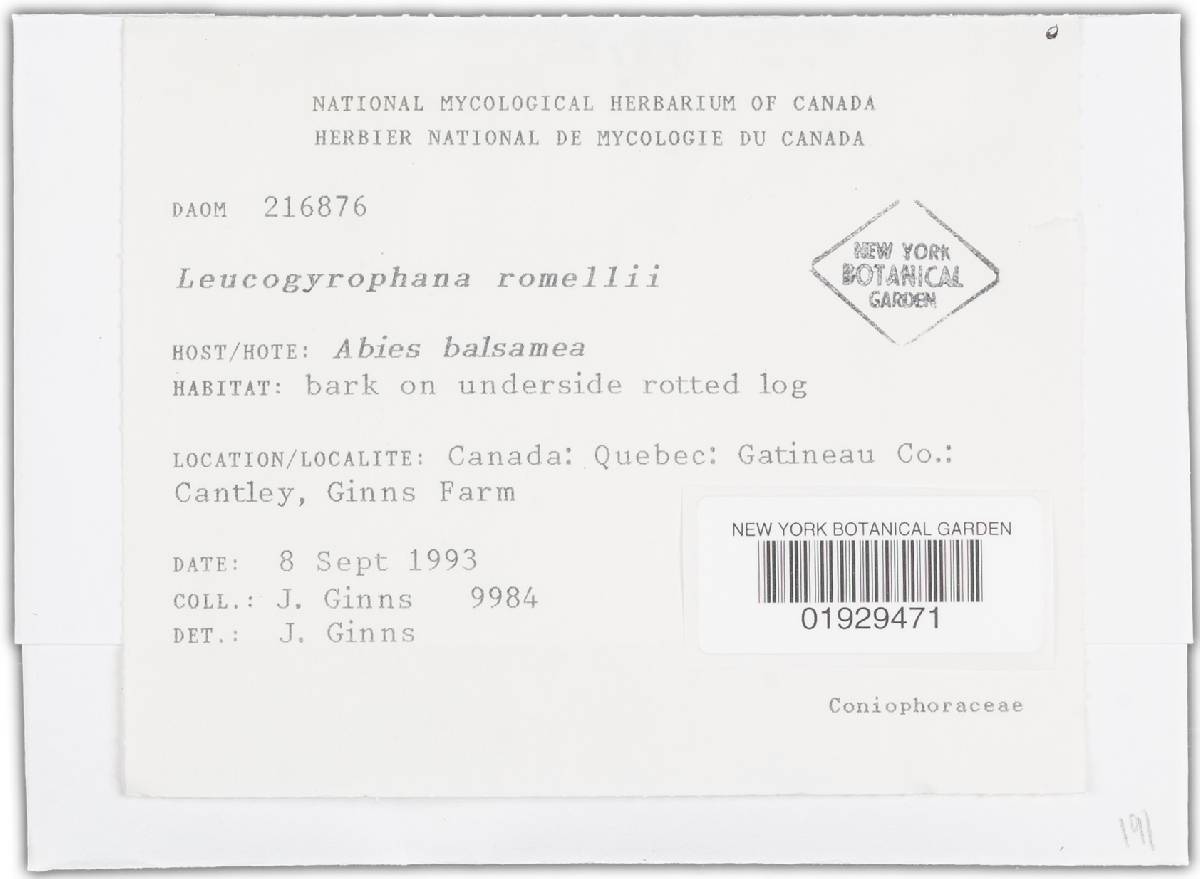 NATIONAL MYCOLOGICAL HERBARIUM OF CANADA
HERBIER NATIONAL DE MYCOLOGIE DU CANADA
DAOM 216876
NEW YORK
BOTANICAL
GARDEN
Leucogyrophana romellii
HOST/HOTE: Abies balsamea
HABITAT: bark on underside rotted log
LOCATION/LOCALITE: Canada: Quebec: Gatineau Co.:
Cantley, Ginns Farm
DATE: 8 Sept 1993
COLL.: J. Ginns 9984
DET.: J. Ginns
NEW YORK BOTANICAL GARDEN
01929471
Coniophoraceae
191